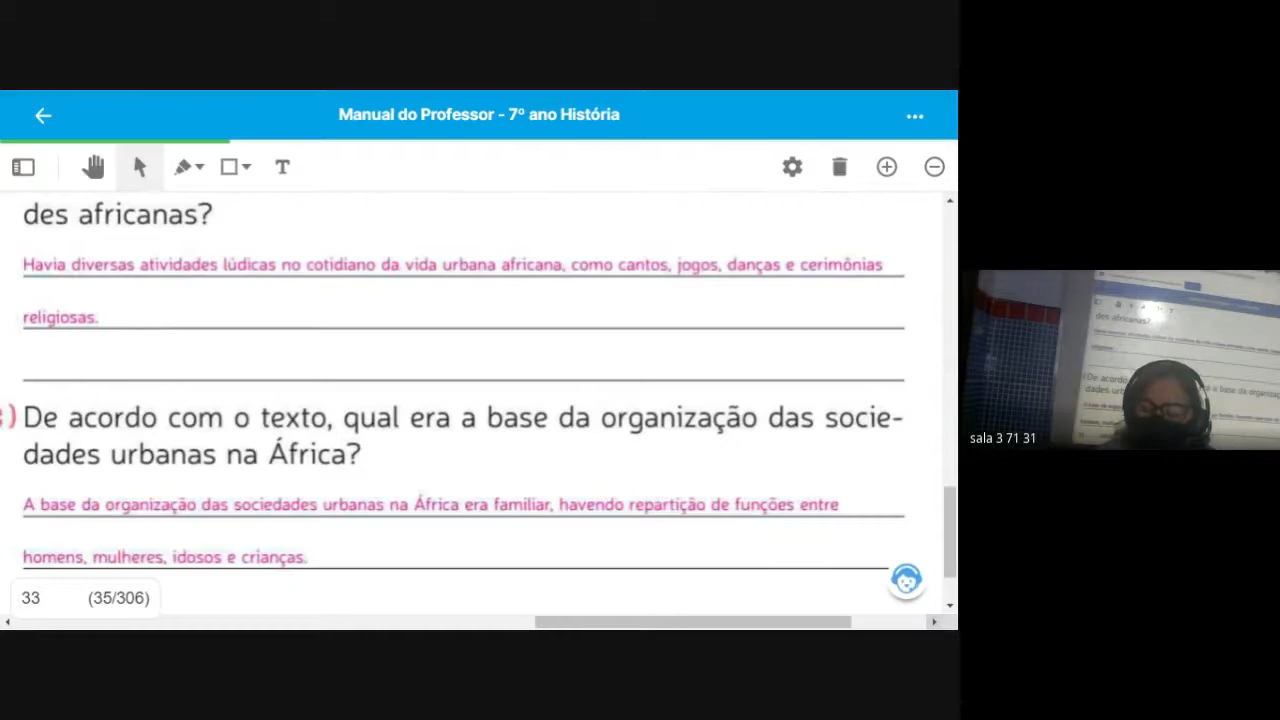 Manual do Professor - 7º ano História
T
des africanas?
Havia diversas atividades lúdicas no cotidiano da vida urbana africana, como cantos, jogos, danças e cerimônias
religiosas.
) De acordo com o texto, qual era a base da organização das socie-
dades urbanas na África?
A base da organização das sociedades urbanas na África era familiar, havendo repartição de funções entre
homens, mulheres, idosos e crianças.
33 (35/306)
des africanas?
sala 3 71 31